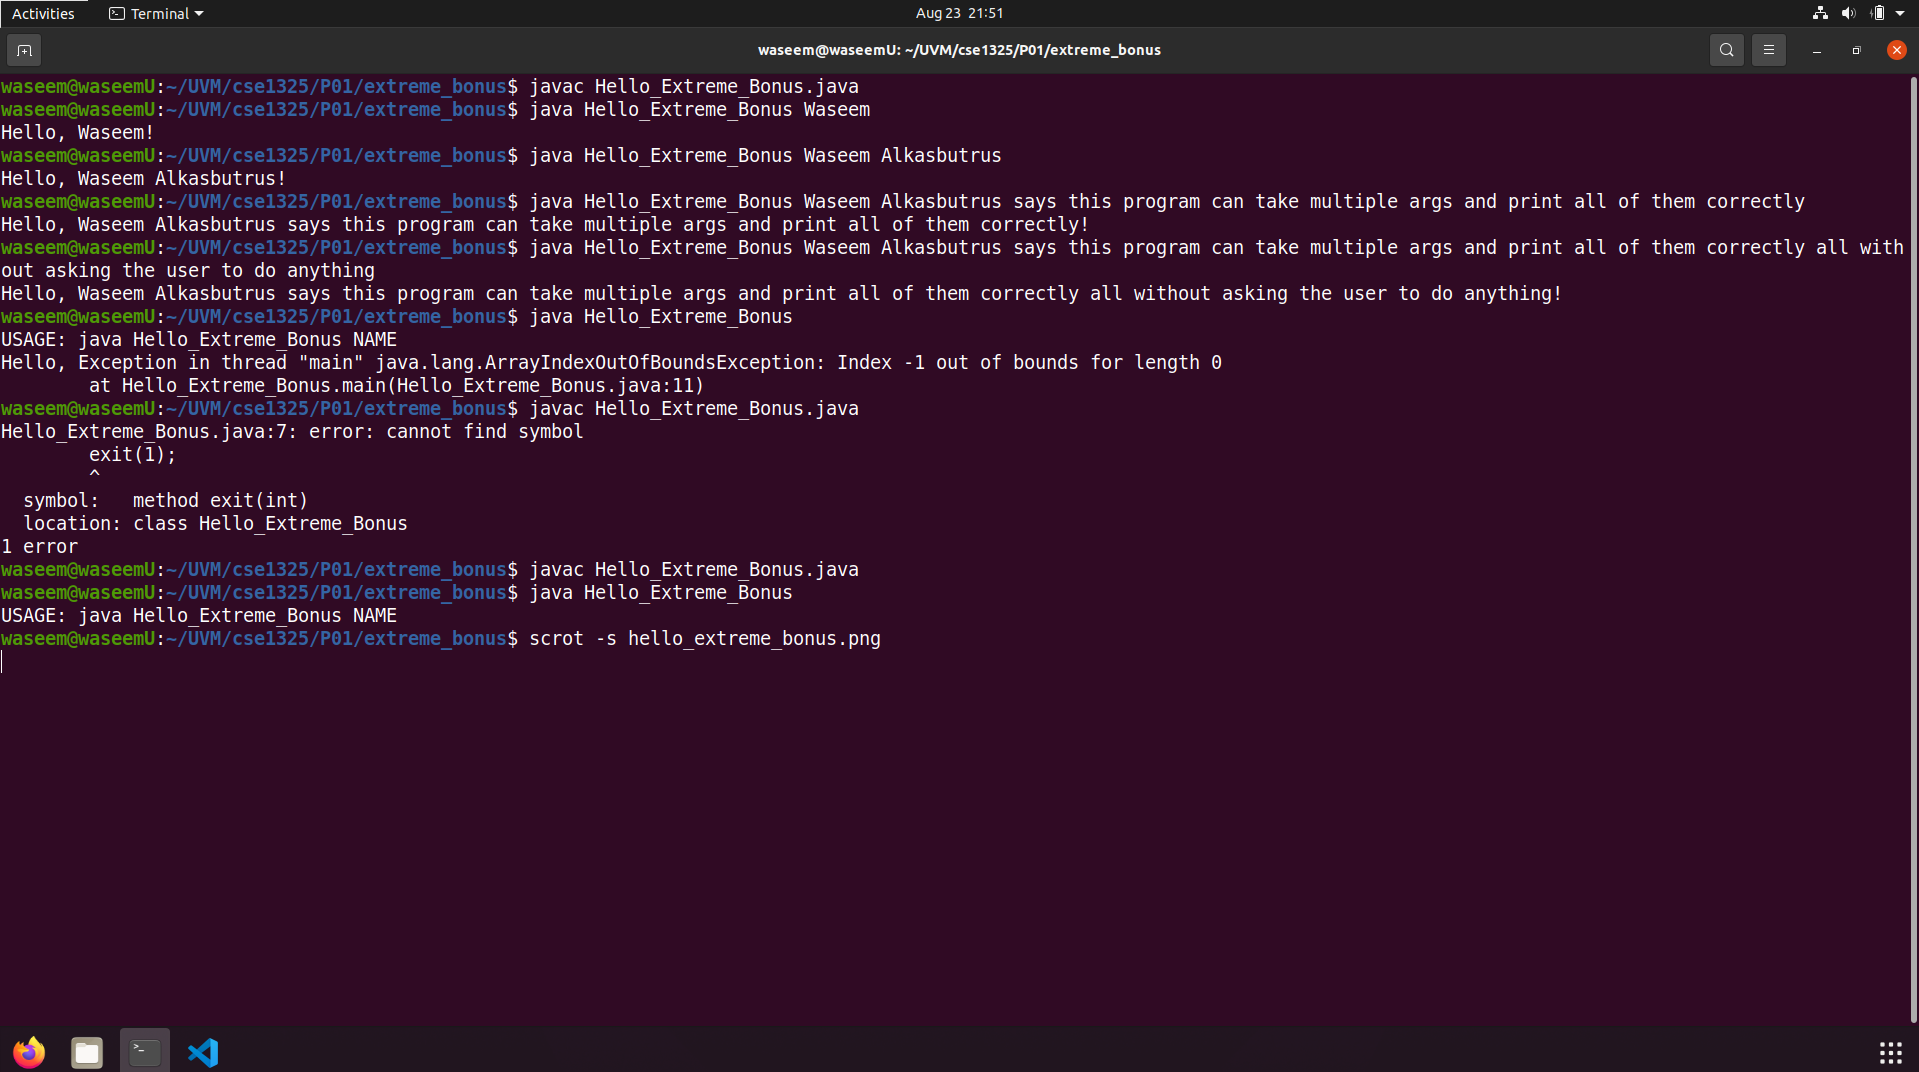 Activities
Terminal
Aug 23 21:51
waseem@waseemU: ~/UVM/cse1325/P01/extreme_bonus
waseem@waseemU:~/UVM/cse1325/P01/extreme_bonus$ javac Hello_Extreme_Bonus.java
waseem@waseemU:~/UVM/cse1325/P01/extreme_bonus$ java Hello_Extreme_Bonus Waseem
Hello, Waseem!
waseem@waseemU:~/UVM/cse1325/P01/extreme_bonus$ java Hello_Extreme_Bonus Waseem Alkasbutrus
Hello, Waseem Alkasbutrus!
waseem@waseemU:~/UVM/cse1325/P01/extreme_bonus$ java Hello_Extreme_Bonus Waseem Alkasbutrus says this program can take multiple args and print all of them correctly
Hello, Waseem Alkasbutrus says this program can take multiple args and print all of them correctly!
waseem@waseemU:~/UVM/cse1325/P01/extreme_bonus$ java Hello_Extreme_Bonus Waseem Alkasbutrus says this program can take multiple args and print all of them correctly all with
out asking the user to do anything
Hello, Waseem Alkasbutrus says this program can take multiple args and print all of them correctly all without asking the user to do anything!
waseem@waseemU:~/UVM/cse1325/P01/extreme_bonus$ java Hello_Extreme_Bonus
USAGE: java Hello_Extreme_Bonus NAME
Hello, Exception in thread "main" java.lang.ArrayIndexOutOfBoundsException: Index -1 out of bounds for length 0
        at Hello_Extreme_Bonus.main(Hello_Extreme_Bonus.java:11)
waseem@waseemU:~/UVM/cse1325/P01/extreme_bonus$ javac Hello_Extreme_Bonus.java
Hello_Extreme_Bonus.java:7: error: cannot find symbol
        exit(1);
        ^
  symbol:   method exit(int)
  location: class Hello_Extreme_Bonus
1 error
waseem@waseemU:~/UVM/cse1325/P01/extreme_bonus$ javac Hello_Extreme_Bonus.java
waseem@waseemU:~/UVM/cse1325/P01/extreme_bonus$ java Hello_Extreme_Bonus
USAGE: java Hello_Extreme_Bonus NAME
waseem@waseemU:~/UVM/cse1325/P01/extreme_bonus$ scrot -s hello_extreme_bonus.png